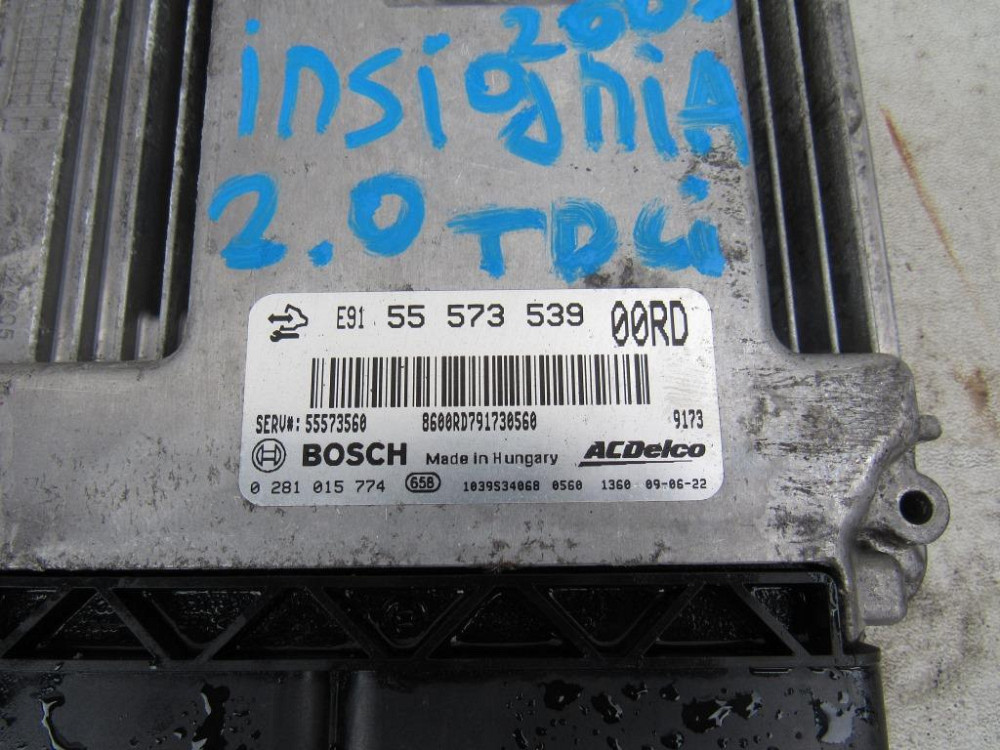 2009
insignia
2.0 TDCi
E91 55 573 539 00RD
SERV#: 55573560 8600RD791730560 9173
BOSCH Made in Hungary ACDelco
0 281 015 774 658 1039S34068 0560 1360 09-06-22